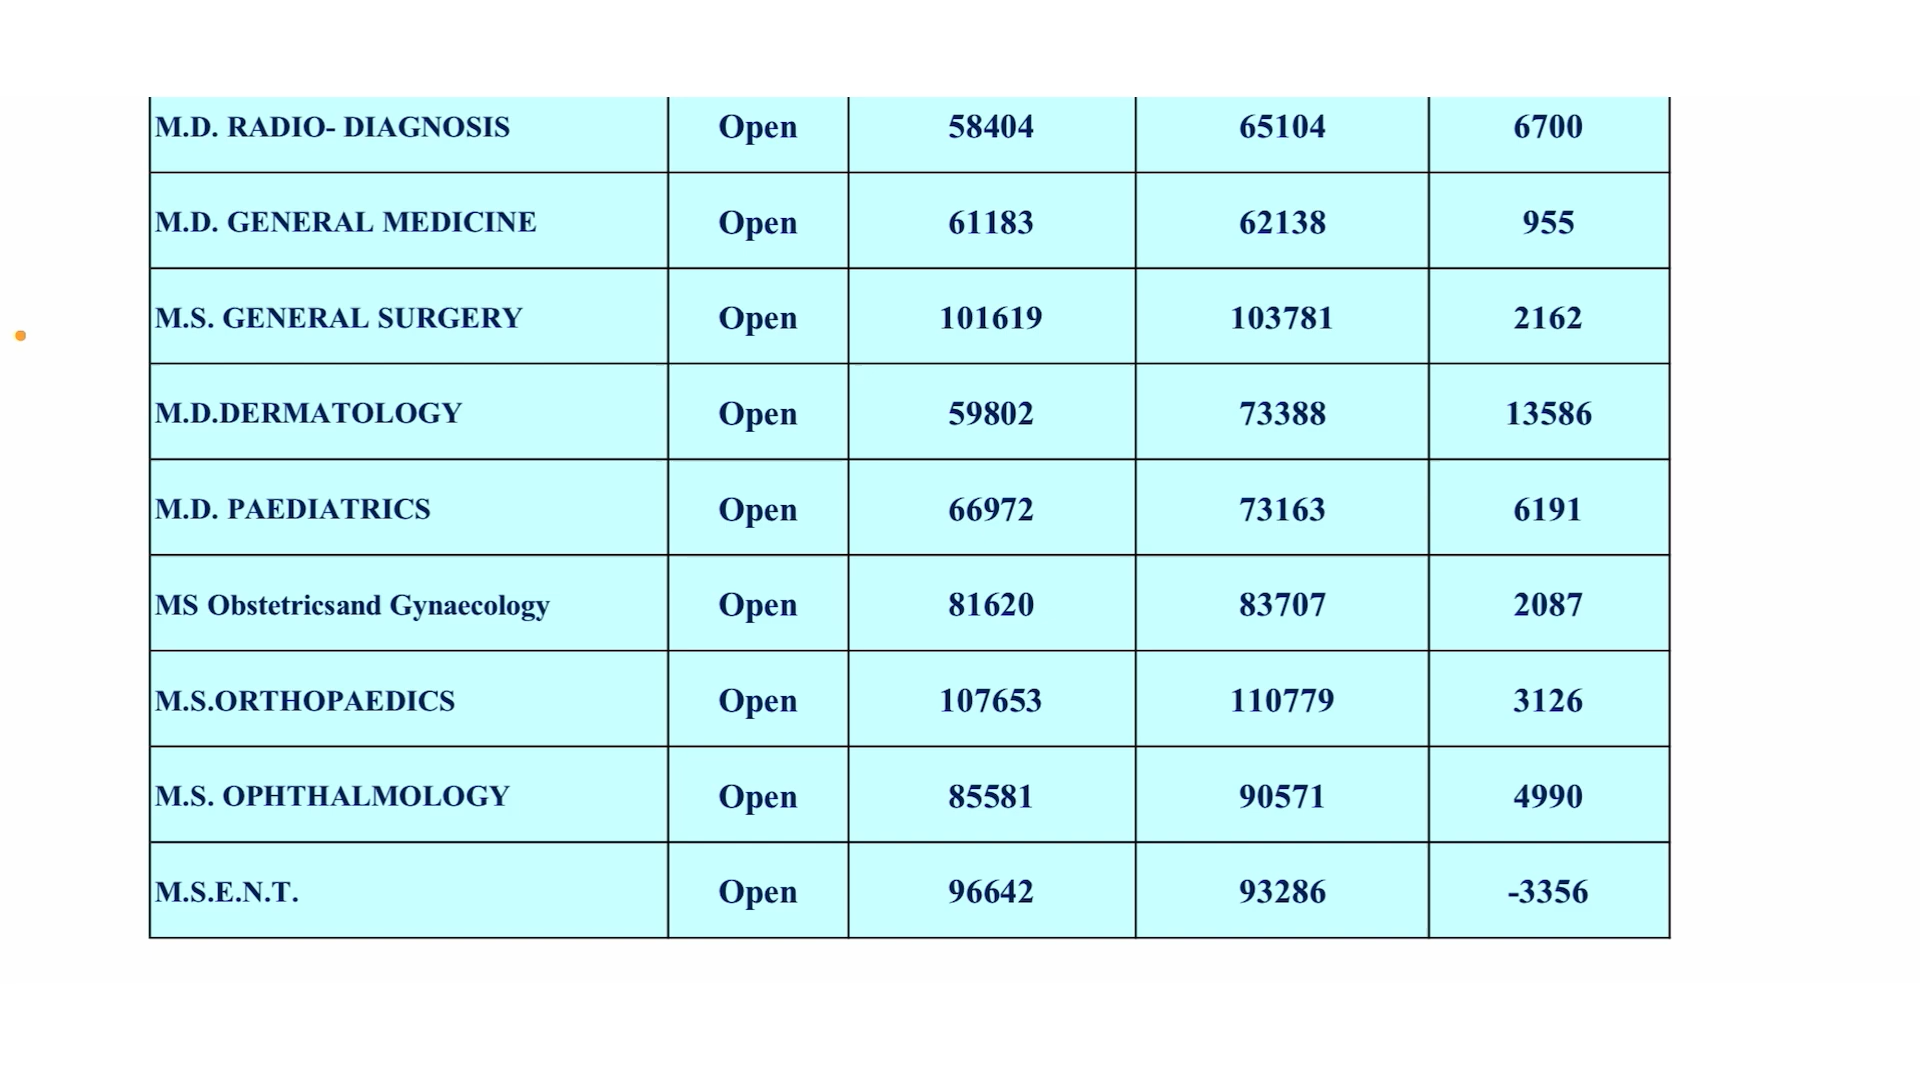 M.D. RADIO- DIAGNOSIS Open 58404 65104 6700
M.D. GENERAL MEDICINE Open 61183 62138 955
M.S. GENERAL SURGERY Open 101619 103781 2162
M.D.DERMATOLOGY Open 59802 73388 13586
M.D. PAEDIATRICS Open 66972 73163 6191
MS Obstetricsand Gynaecology Open 81620 83707 2087
M.S.ORTHOPAEDICS Open 107653 110779 3126
M.S. OPHTHALMOLOGY Open 85581 90571 4990
M.S.E.N.T. Open 96642 93286 -3356